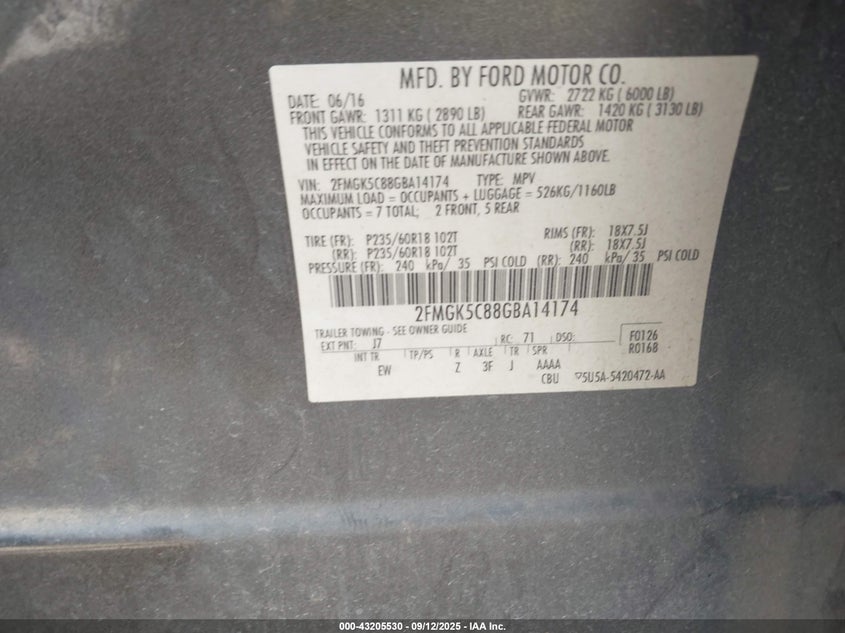 MFD. BY FORD MOTOR CO.
DATE: 06/16 GVWR: 2722 KG ( 6000 LB)
FRONT GAWR: 1311 KG ( 2890 LB) REAR GAWR: 1420 KG ( 3130 LB)
THIS VEHICLE CONFORMS TO ALL APPLICABLE FEDERAL MOTOR
VEHICLE SAFETY AND THEFT PREVENTION STANDARDS
IN EFFECT ON THE DATE OF MANUFACTURE SHOWN ABOVE.
VIN: 2FMGK5C88GBA14174 TYPE: MPV
MAXIMUM LOAD = OCCUPANTS + LUGGAGE = 526KG/1160LB
OCCUPANTS = 7 TOTAL; 2 FRONT, 5 REAR
TIRE (FR): P235/60R18 102T RIMS (FR): 18X7.5J
(RR): P235/60R18 102T (RR): 18X7.5J
PRESSURE (FR): 240 kPa/ 35 PSI COLD (RR): 240 kPa/ 35 PSI COLD
2FMGK5C88GBA14174
TRAILER TOWING - SEE OWNER GUIDE
EXT PNT: J7 RC: 71 DSO: F0126
R0168
INT TR TP/PS R AXLE TR SPR
EW Z 3F J AAAA
CBU 5U5A-5420472-AA
000-43205530 - 09/12/2025 - IAA Inc.